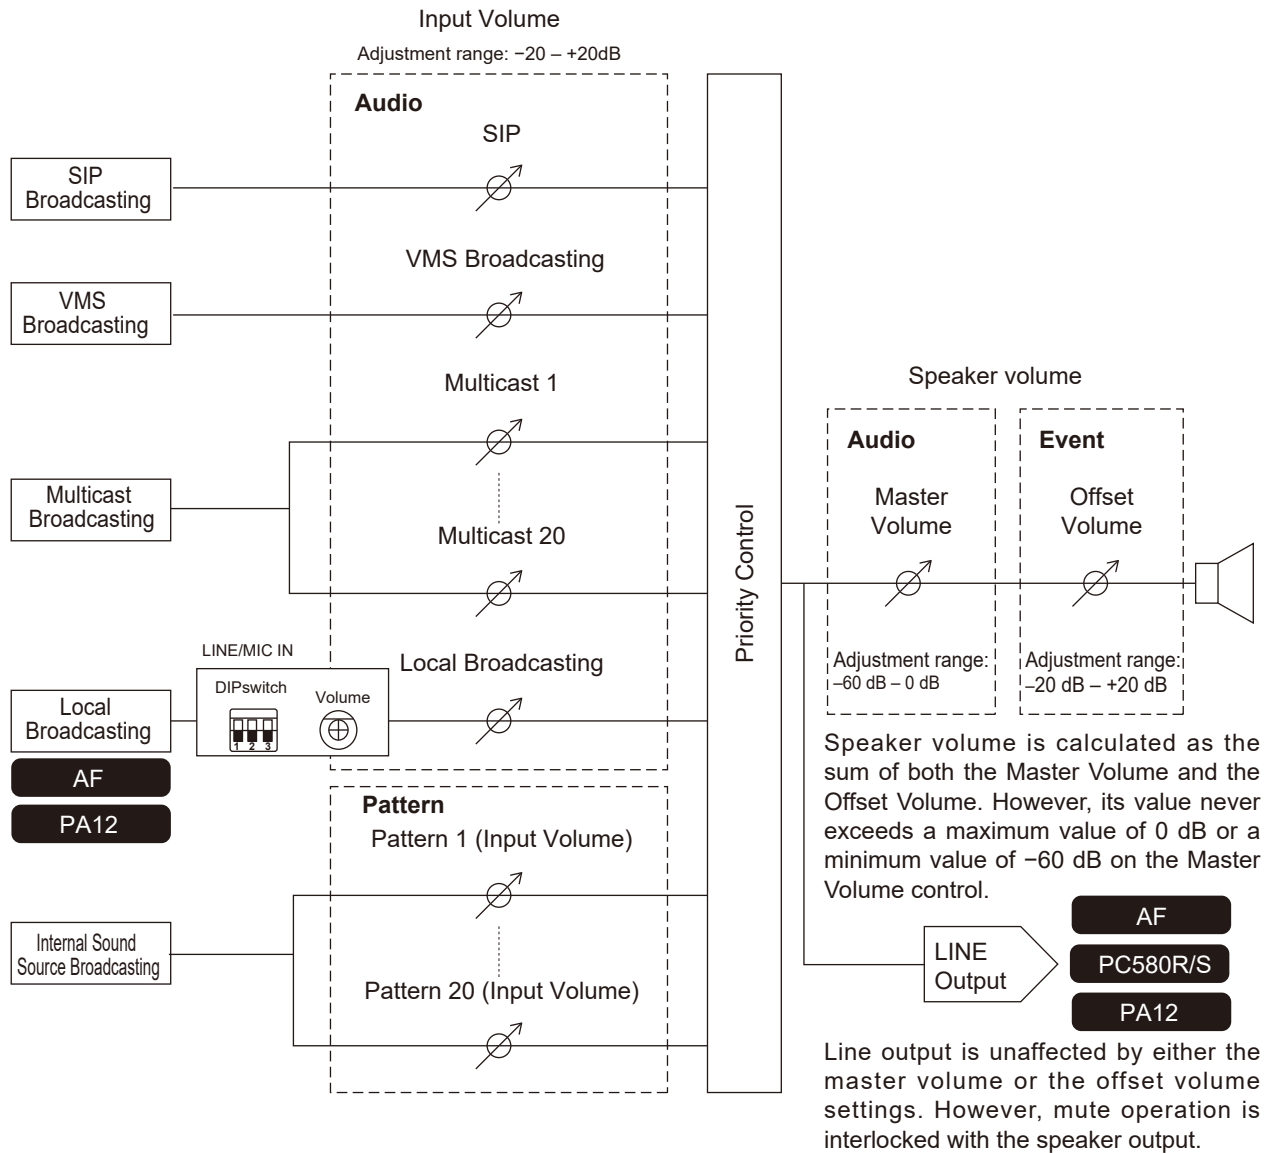 Input Volume
Adjustment range: −20 – +20dB
Audio
SIP
SIP
Broadcasting
VMS Broadcasting
VMS
Broadcasting
Multicast 1
Multicast
Broadcasting
Multicast 20
LINE/MIC IN
DIPswitch
Volume
1 2 3
Local Broadcasting
Local
Broadcasting
AF
PA12
Pattern
Pattern 1 (Input Volume)
Internal Sound
Source Broadcasting
Pattern 20 (Input Volume)
Priority Control
Speaker volume
Audio
Master
Volume
Adjustment range:
–60 dB – 0 dB
Event
Offset
Volume
Adjustment range:
–20 dB – +20 dB
Speaker volume is calculated as the
sum of both the Master Volume and the
Offset Volume. However, its value never
exceeds a maximum value of 0 dB or a
minimum value of −60 dB on the Master
Volume control.
LINE
Output
AF
PC580R/S
PA12
Line output is unaffected by either the
master volume or the offset volume
settings. However, mute operation is
interlocked with the speaker output.